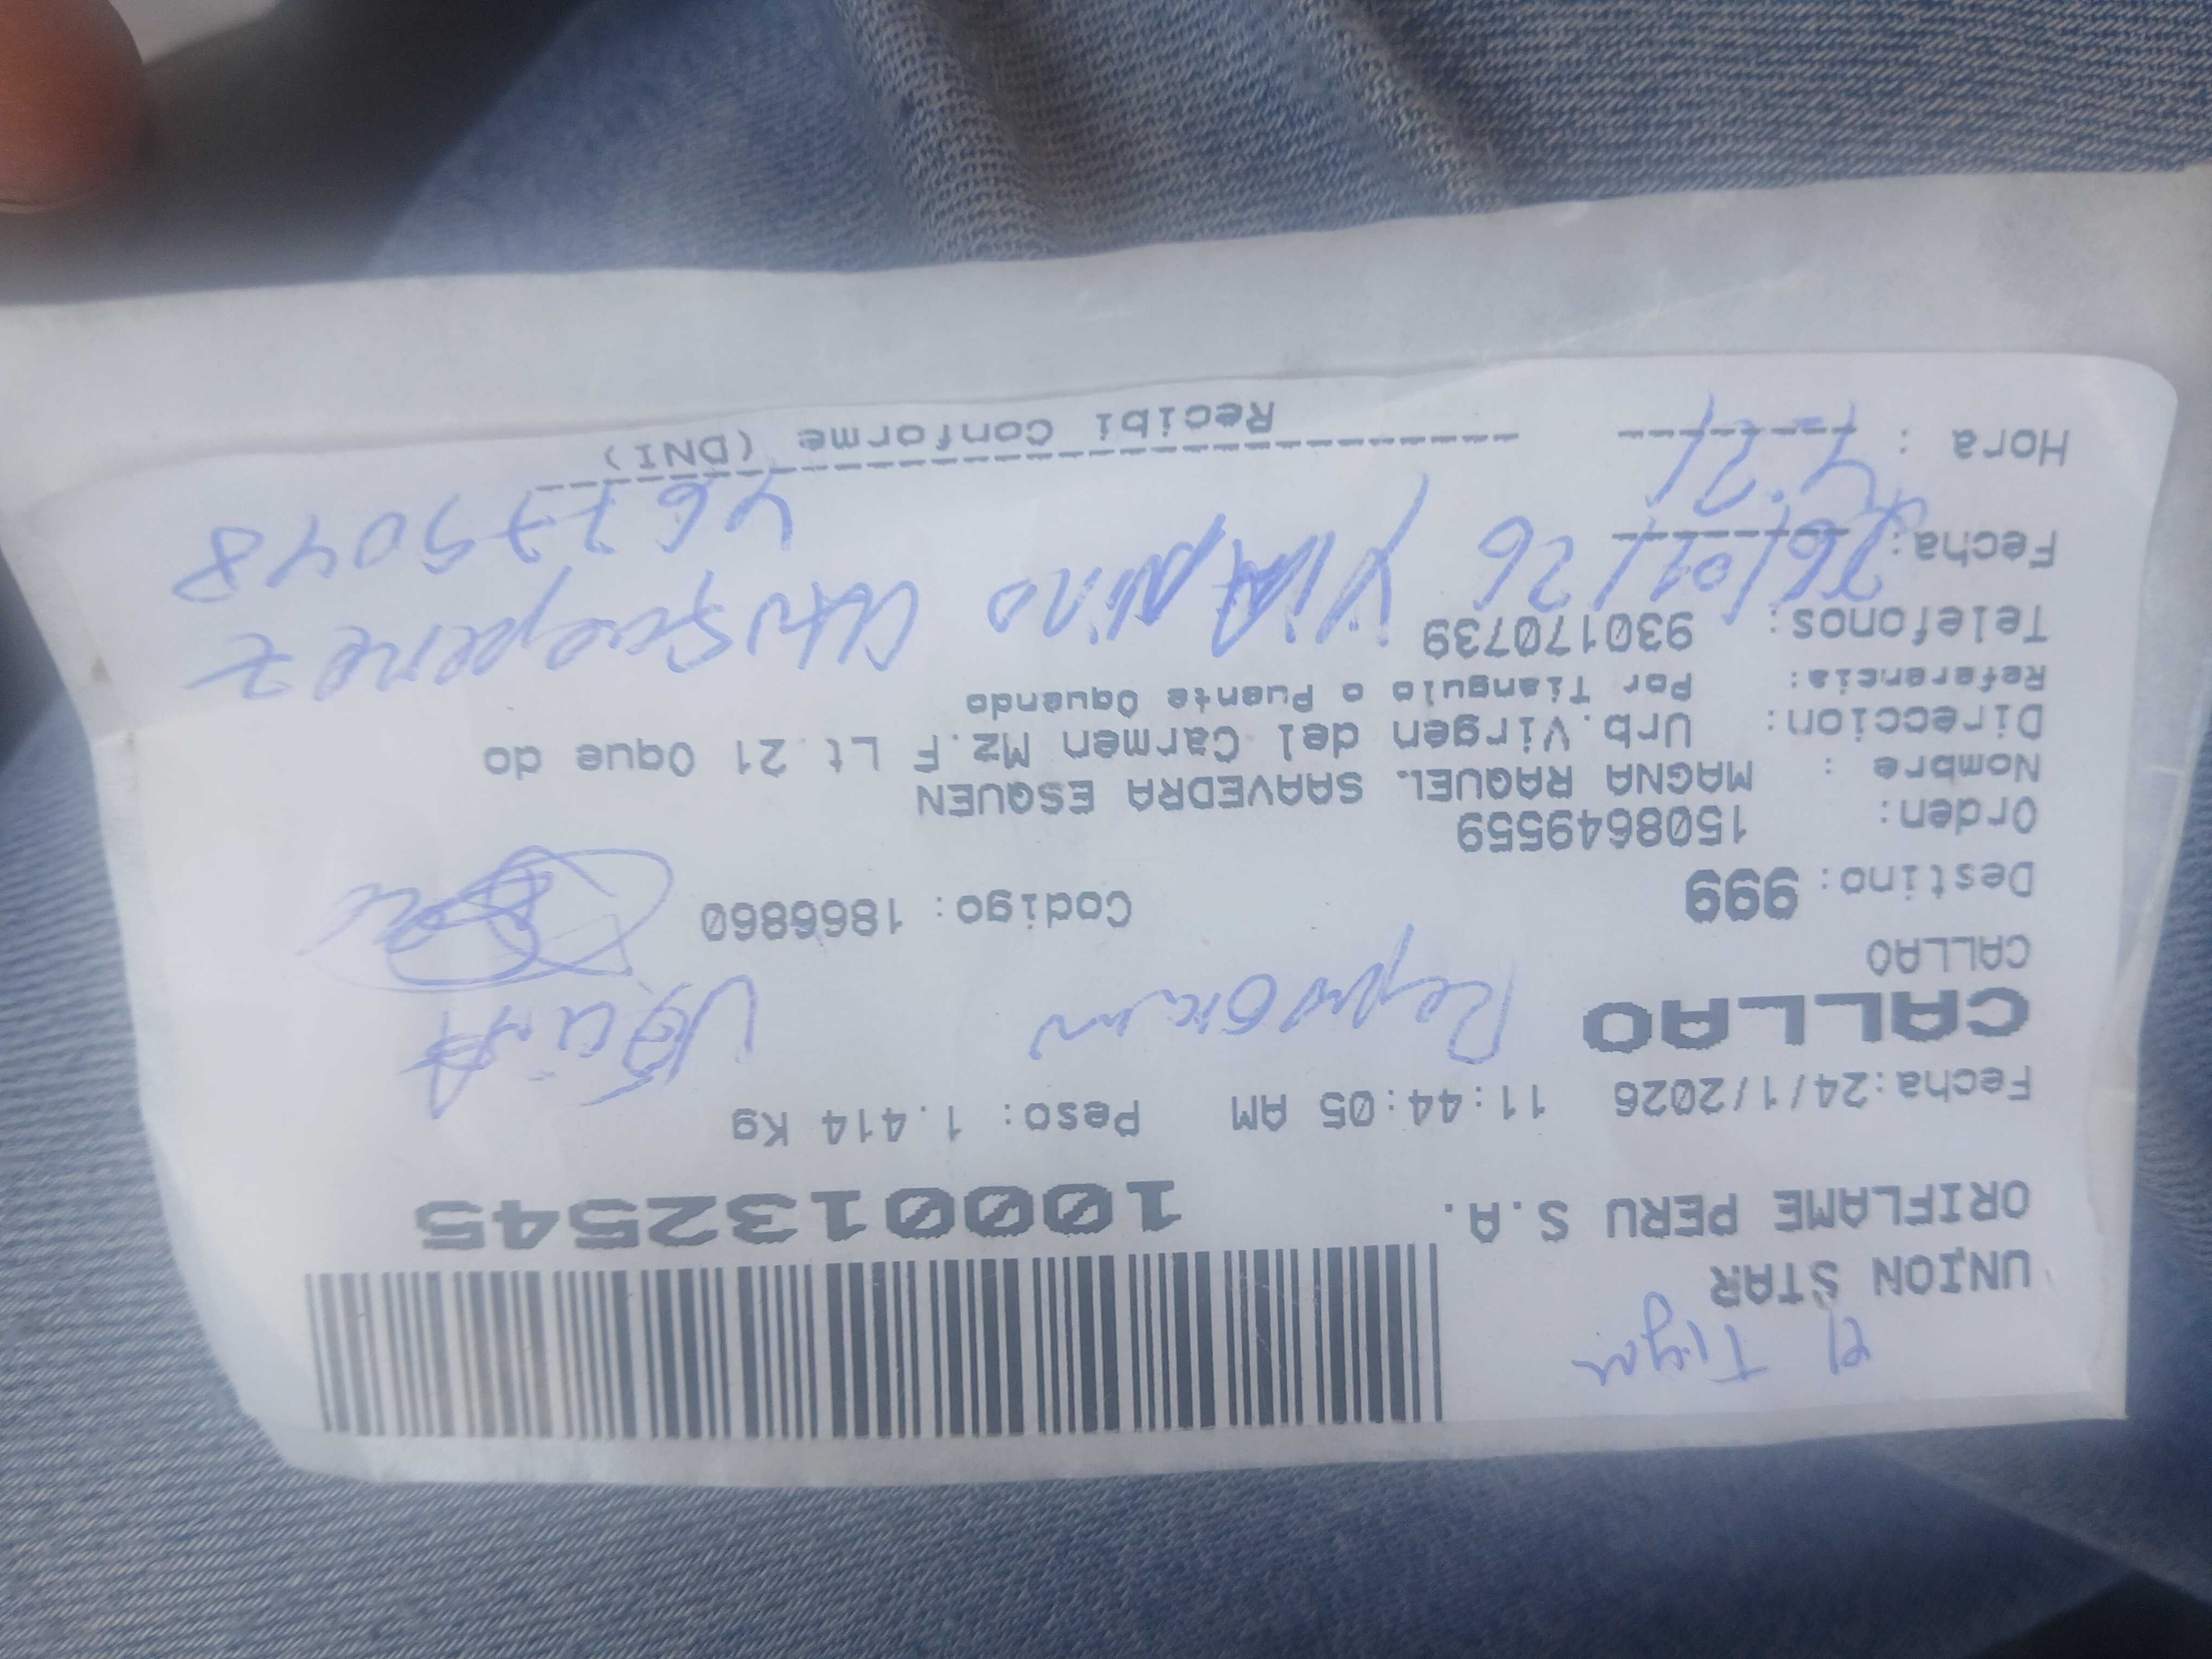 UNION STAR
ORIFLAME PERU S.A.
1000132545
Fecha:24/1/2026 11:44:05 AM Peso: 1.414 Kg
CALLAO
CALLAO
Destino: 999 Codigo: 1866860
Orden: 1508649559
Nombre : MAGNA RAQUEL SAAVEDRA ESQUEN
Direccion: Urb.Virgen del Carmen Mz.F Lt.21 Oque do
Referencia: Por Tiangulo o Puente Oquendo
Telefonos: 930170739
Fecha: 26/01/26
46775048
Hora :
Recibi Conforme (DNI)